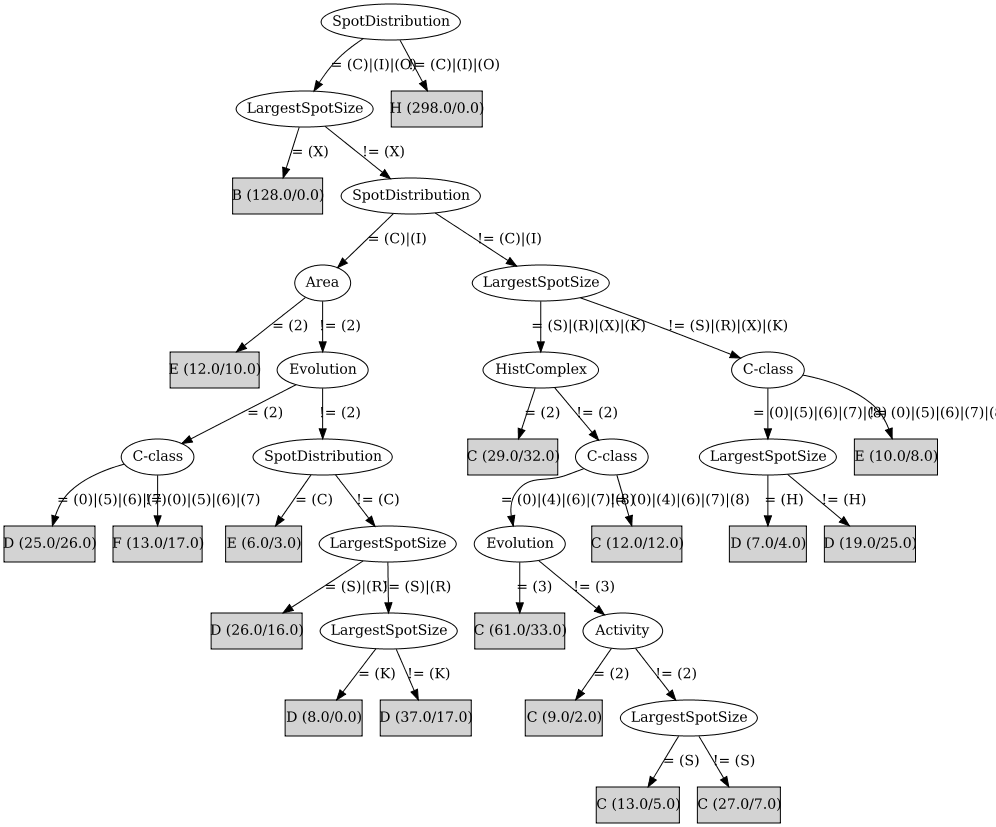 SpotDistribution
= (C)|(I)|(O)
!= (C)|(I)|(O)
LargestSpotSize
H (298.0/0.0)
= (X)
!= (X)
B (128.0/0.0)
SpotDistribution
= (C)|(I)
!= (C)|(I)
Area
LargestSpotSize
= (2)
!= (2)
= (S)|(R)|(X)|(K)
!= (S)|(R)|(X)|(K)
E (12.0/10.0)
Evolution
HistComplex
C-class
= (2)
!= (2)
= (2)
!= (2)
= (0)|(5)|(6)|(7)|(8)
!= (0)|(5)|(6)|(7)|(8
C-class
SpotDistribution
C (29.0/32.0)
C-class
LargestSpotSize
E (10.0/8.0)
= (0)|(5)|(6)|(7)
!= (0)|(5)|(6)|(7)
= (C)
!= (C)
= (0)|(4)|(6)|(7)|(8)
!= (0)|(4)|(6)|(7)|(8)
= (H)
!= (H)
D (25.0/26.0)
F (13.0/17.0)
E (6.0/3.0)
LargestSpotSize
Evolution
C (12.0/12.0)
D (7.0/4.0)
D (19.0/25.0)
= (S)|(R)
!= (S)|(R)
= (3)
!= (3)
D (26.0/16.0)
LargestSpotSize
C (61.0/33.0)
Activity
= (K)
!= (K)
= (2)
!= (2)
D (8.0/0.0)
D (37.0/17.0)
C (9.0/2.0)
LargestSpotSize
= (S)
!= (S)
C (13.0/5.0)
C (27.0/7.0)